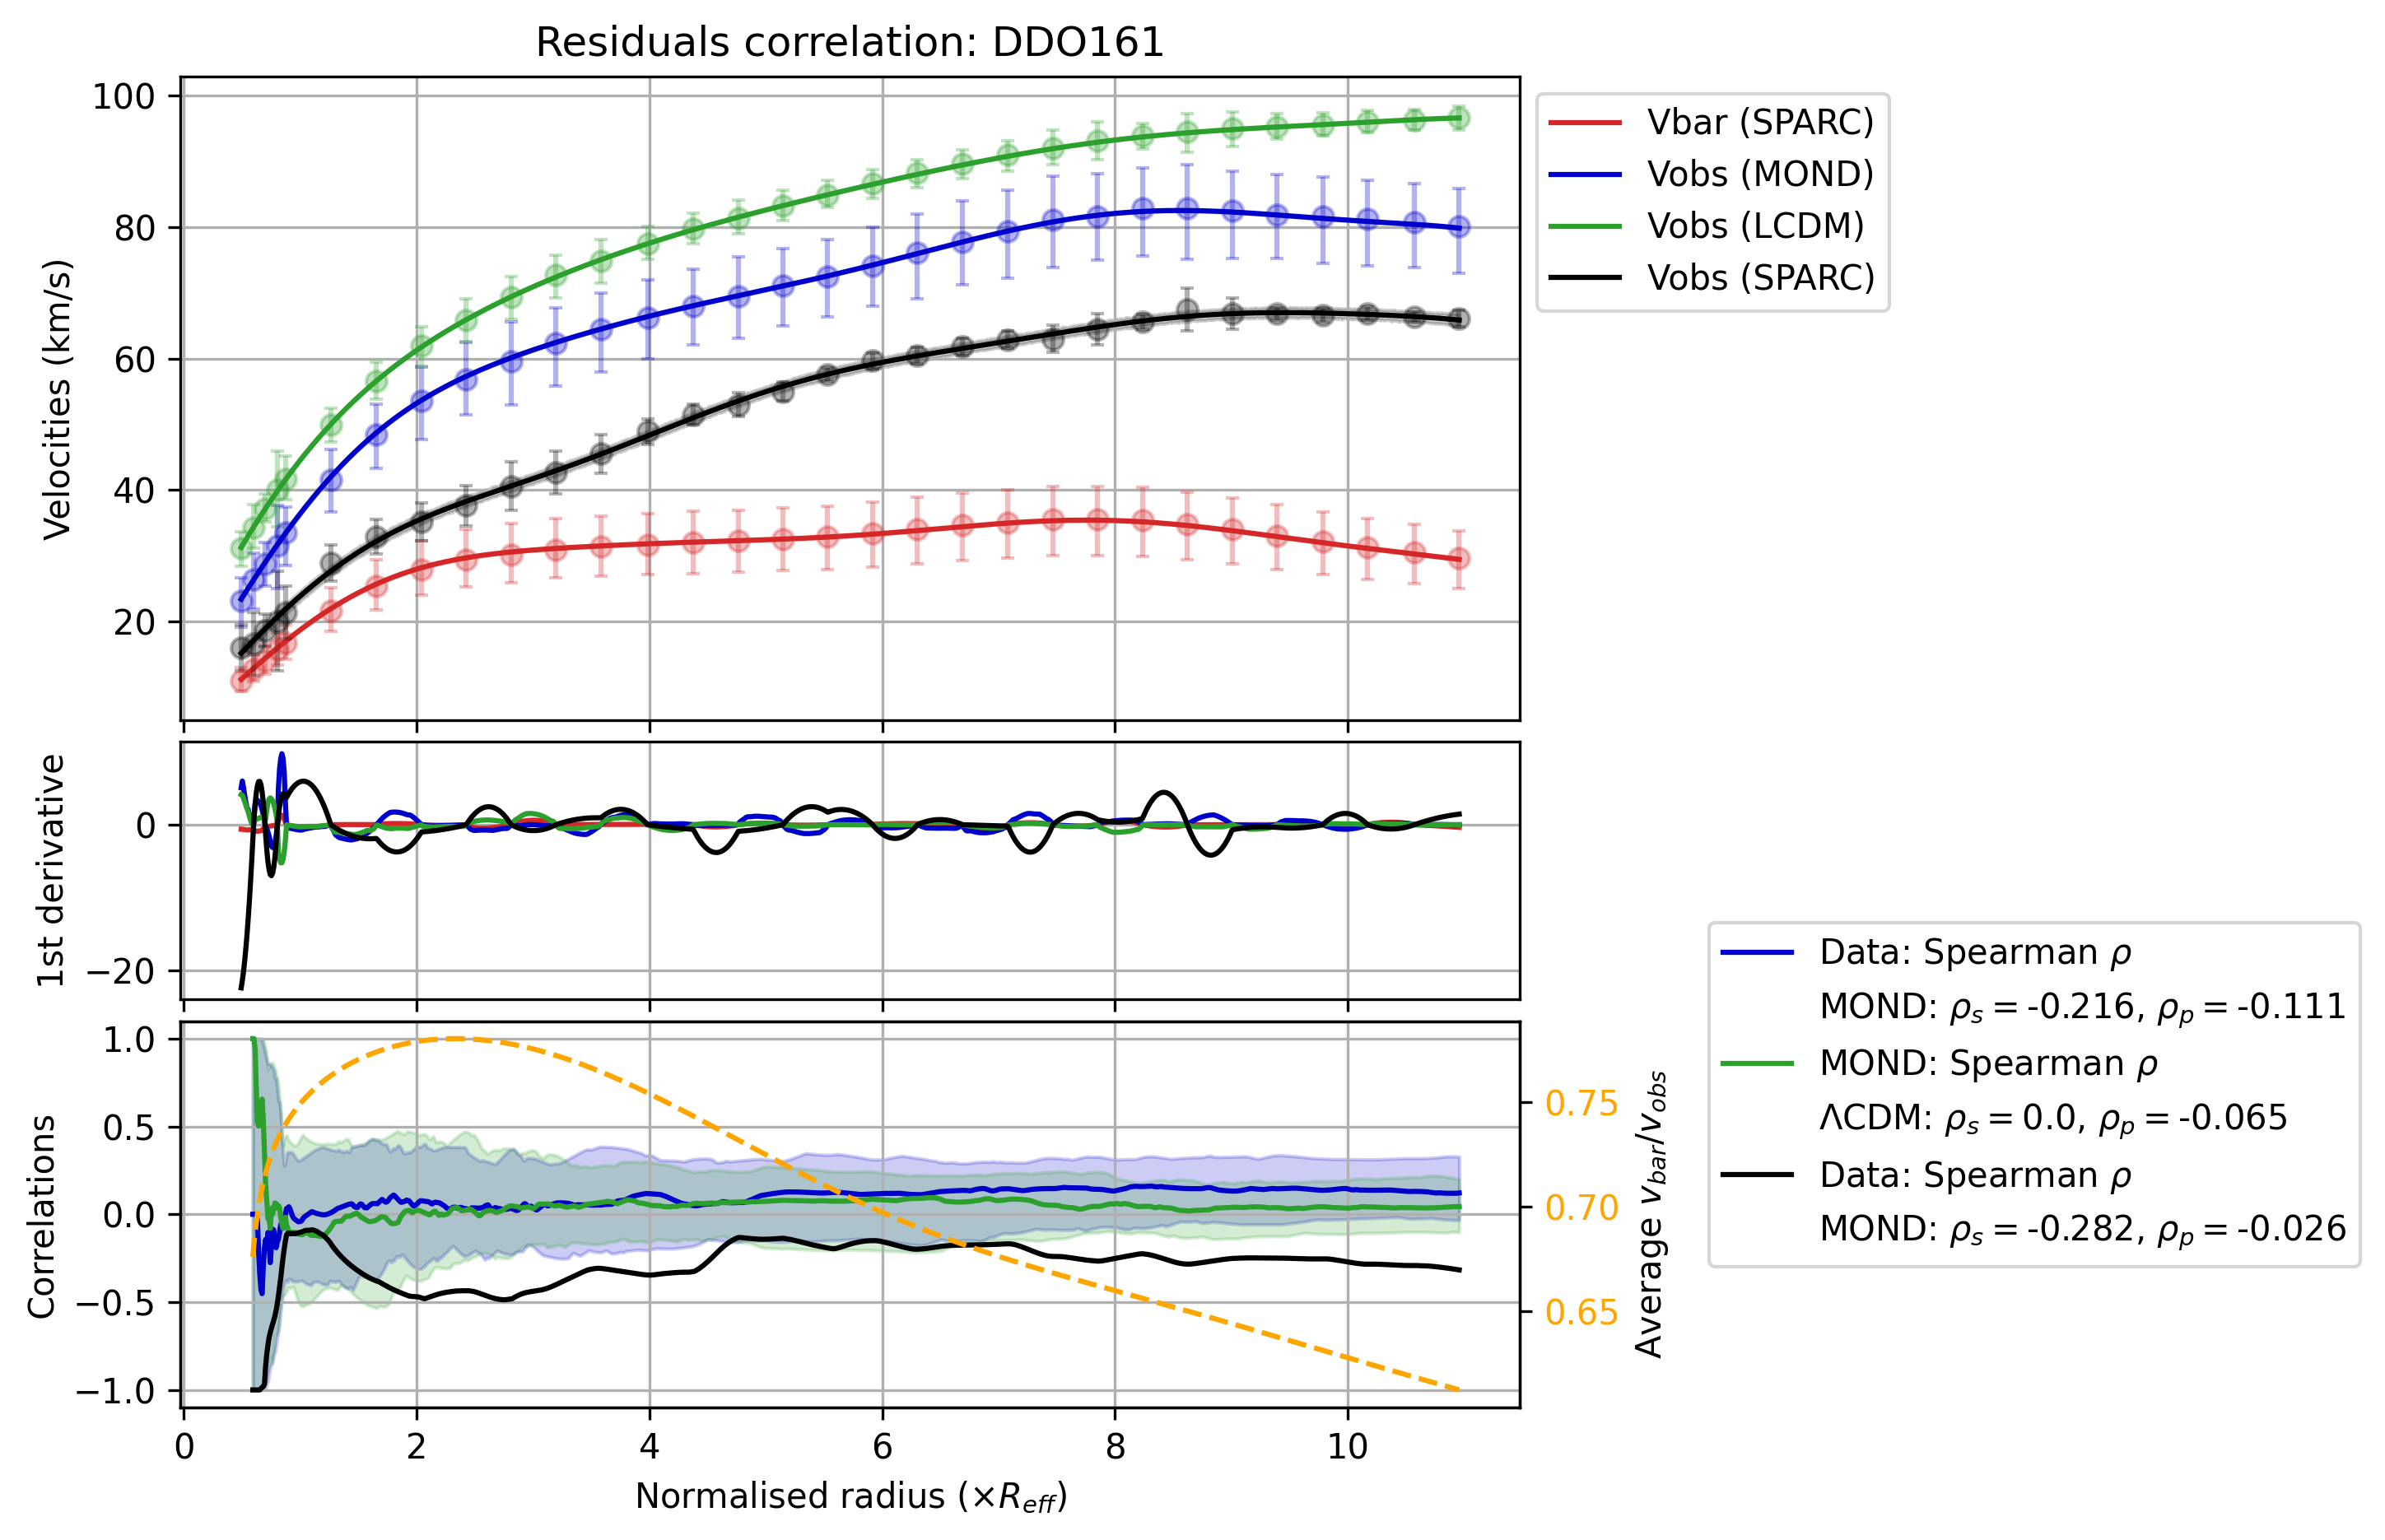 Residuals correlation: DDO161
Velocities (km/s)
100
80
60
40
20
Vbar (SPARC)
Vobs (MOND)
Vobs (LCDM)
Vobs (SPARC)
1st derivative
0
−20
Correlations
1.0
0.5
0.0
−0.5
−1.0
0.75
0.70
0.65
Average v_bar/v_obs
Data: Spearman ρ
MOND: ρ_s = -0.216, ρ_p = -0.111
MOND: Spearman ρ
ΛCDM: ρ_s = 0.0, ρ_p = -0.065
Data: Spearman ρ
MOND: ρ_s = -0.282, ρ_p = -0.026
0 2 4 6 8 10
Normalised radius (×R_eff)